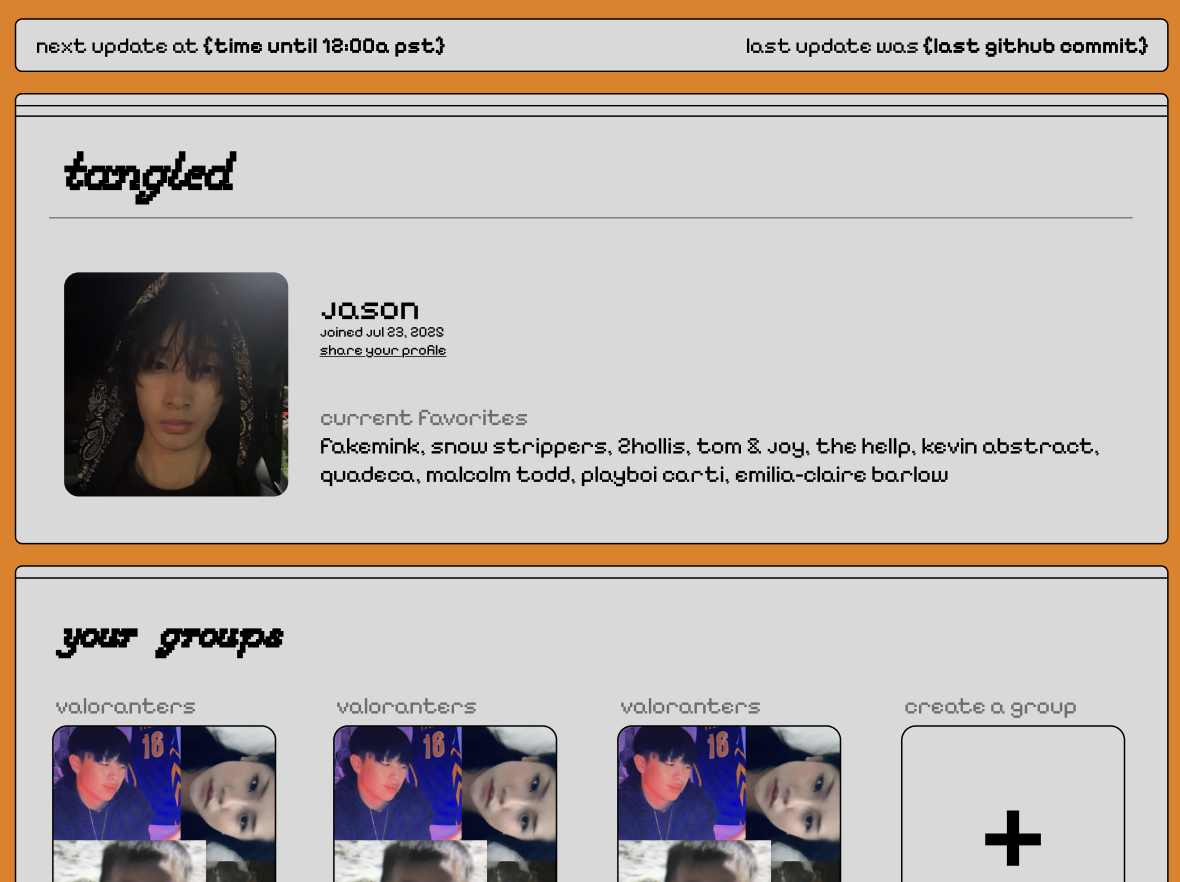 next update at {time until 12:00a pst}
last update was {last github commit}
tangled
jason
joined jul 23, 2025
share your profile
current favorites
fakemink, snow strippers, 2hollis, tom & joy, the hellp, kevin abstract,
quadeca, malcolm todd, playboi carti, emilia-claire barlow
your groups
valoranters
valoranters
valoranters
create a group
16
16
16